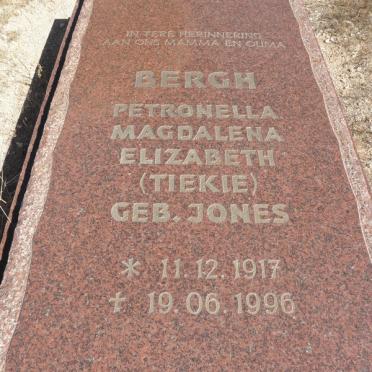 IN TERE HERINNERING
AAN ONS MAMMA EN OUMA
BERGH
PETRONELLA
MAGDALENA
ELIZABETH
(TIEKIE)
GEB. JONES
* 11.12.1917
✝ 19.06.1996